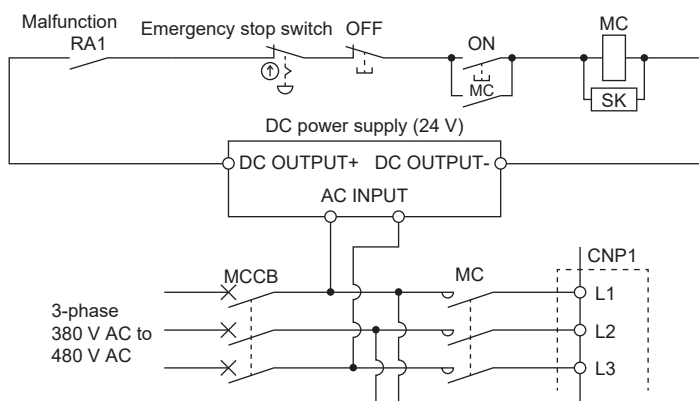 Malfunction
RA1
Emergency stop switch
OFF
ON
MC
MC
SK
DC power supply (24 V)
DC OUTPUT+
DC OUTPUT-
AC INPUT
MCCB
MC
CNP1
3-phase
380 V AC to
480 V AC
L1
L2
L3